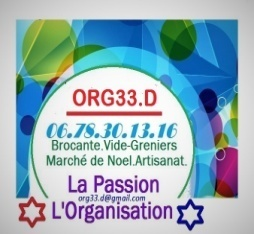 ORG33.D
06.78.30.13.16
Brocante.Vide-Greniers
Marché de Noel.Artisanat.
La Passion
org33.d@gmail.com
L'Organisation